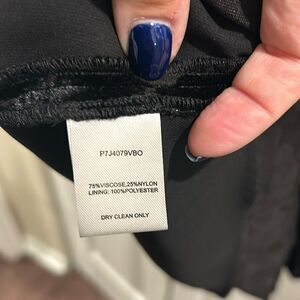 P7J4079VBO
75%VISCOSE,25%NYLON
LINING: 100%POLYESTER
DRY CLEAN ONLY